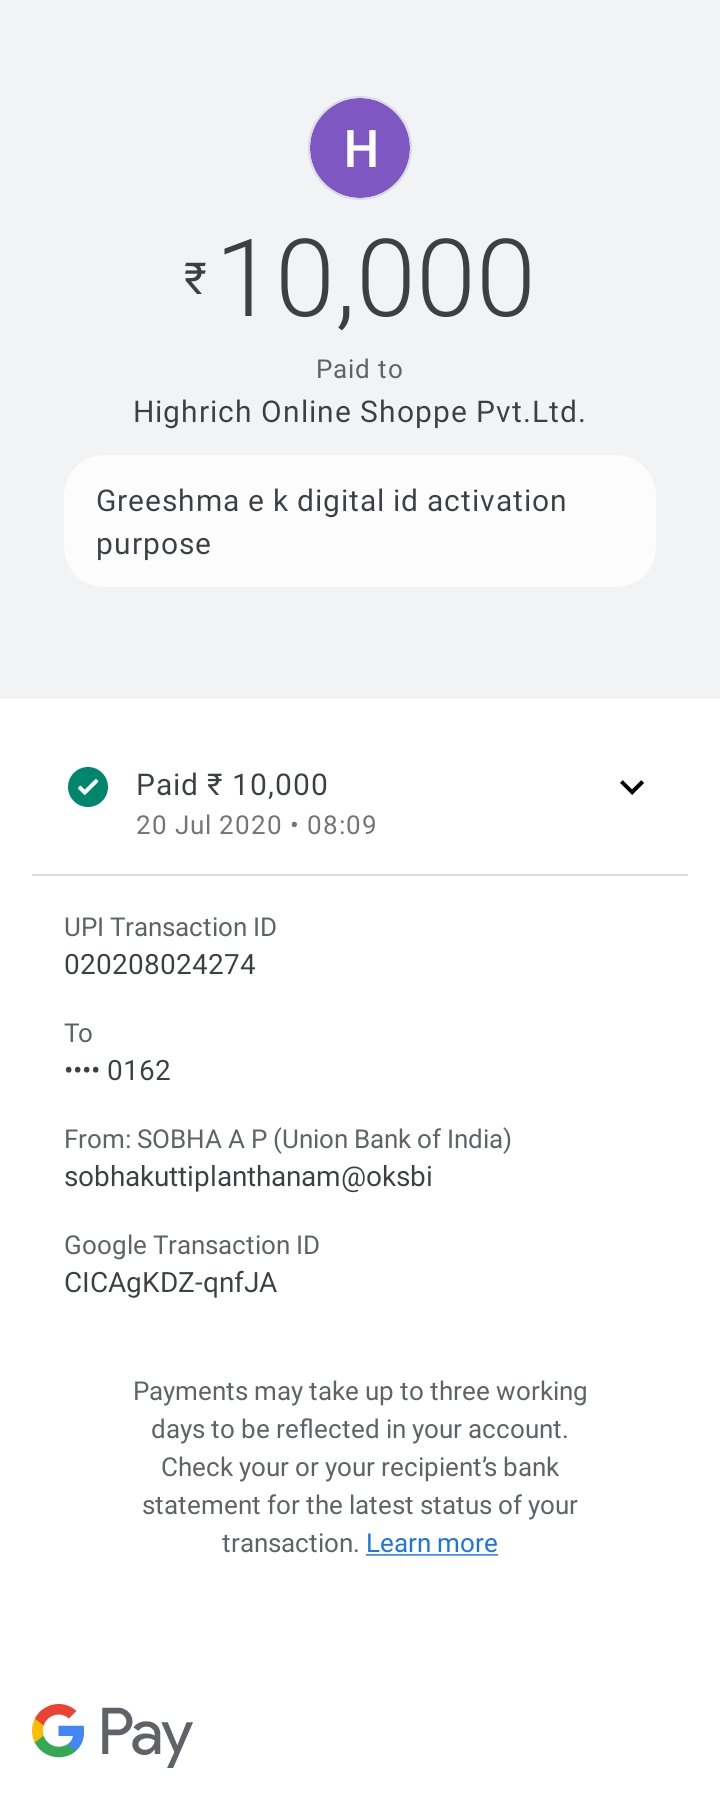 H
₹10,000
Paid to
Highrich Online Shoppe Pvt.Ltd.
Greeshma e k digital id activation
purpose
Paid ₹ 10,000
20 Jul 2020 • 08:09
UPI Transaction ID
020208024274
To
•••• 0162
From: SOBHA A P (Union Bank of India)
sobhakuttiplanthanam@oksbi
Google Transaction ID
CICAgKDZ-qnfJA
Payments may take up to three working
days to be reflected in your account.
Check your or your recipient's bank
statement for the latest status of your
transaction. Learn more
G Pay